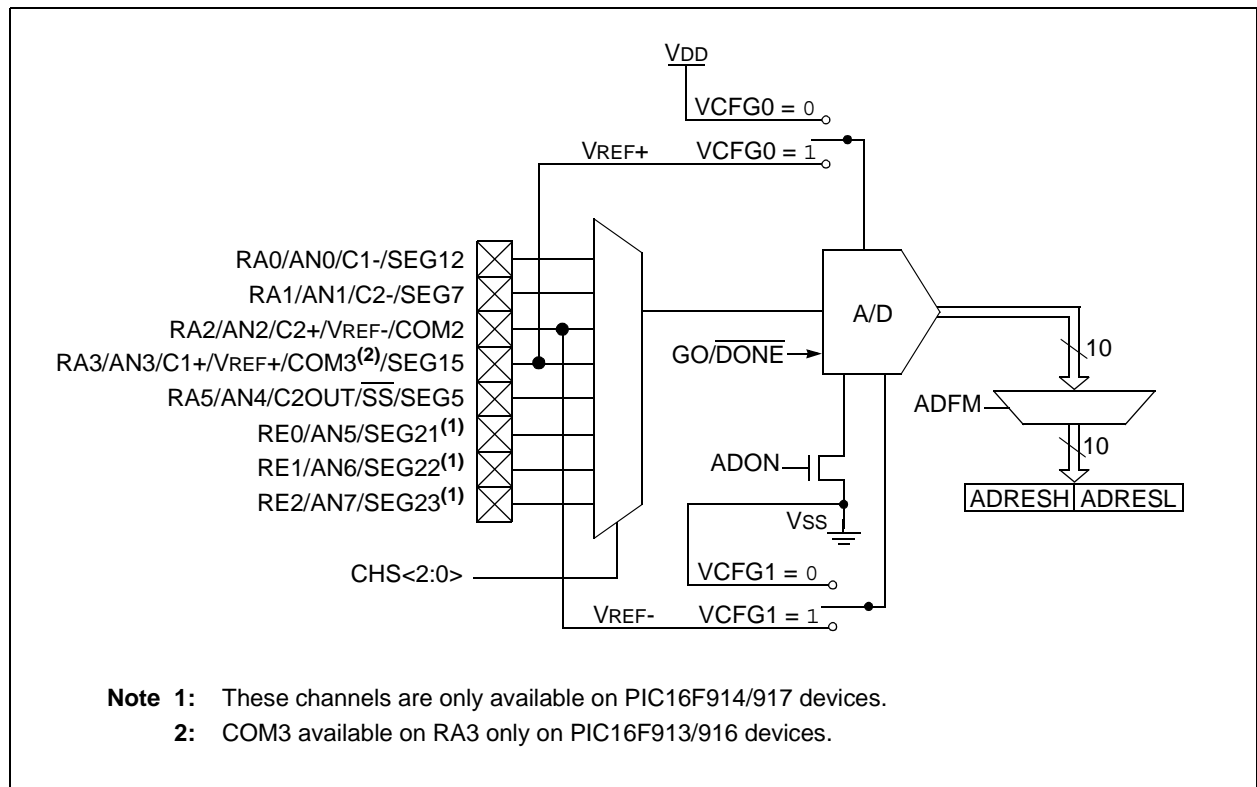 VDD
VCFG0 = 0
VREF+ VCFG0 = 1
RA0/AN0/C1-/SEG12
RA1/AN1/C2-/SEG7
RA2/AN2/C2+/VREF-/COM2
RA3/AN3/C1+/VREF+/COM3(2)/SEG15
RA5/AN4/C2OUT/SS/SEG5
RE0/AN5/SEG21(1)
RE1/AN6/SEG22(1)
RE2/AN7/SEG23(1)
CHS<2:0>
A/D
GO/DONE
10
ADFM
10
ADON
ADRESH ADRESL
VSS
VCFG1 = 0
VREF- VCFG1 = 1
Note 1: These channels are only available on PIC16F914/917 devices.
2: COM3 available on RA3 only on PIC16F913/916 devices.